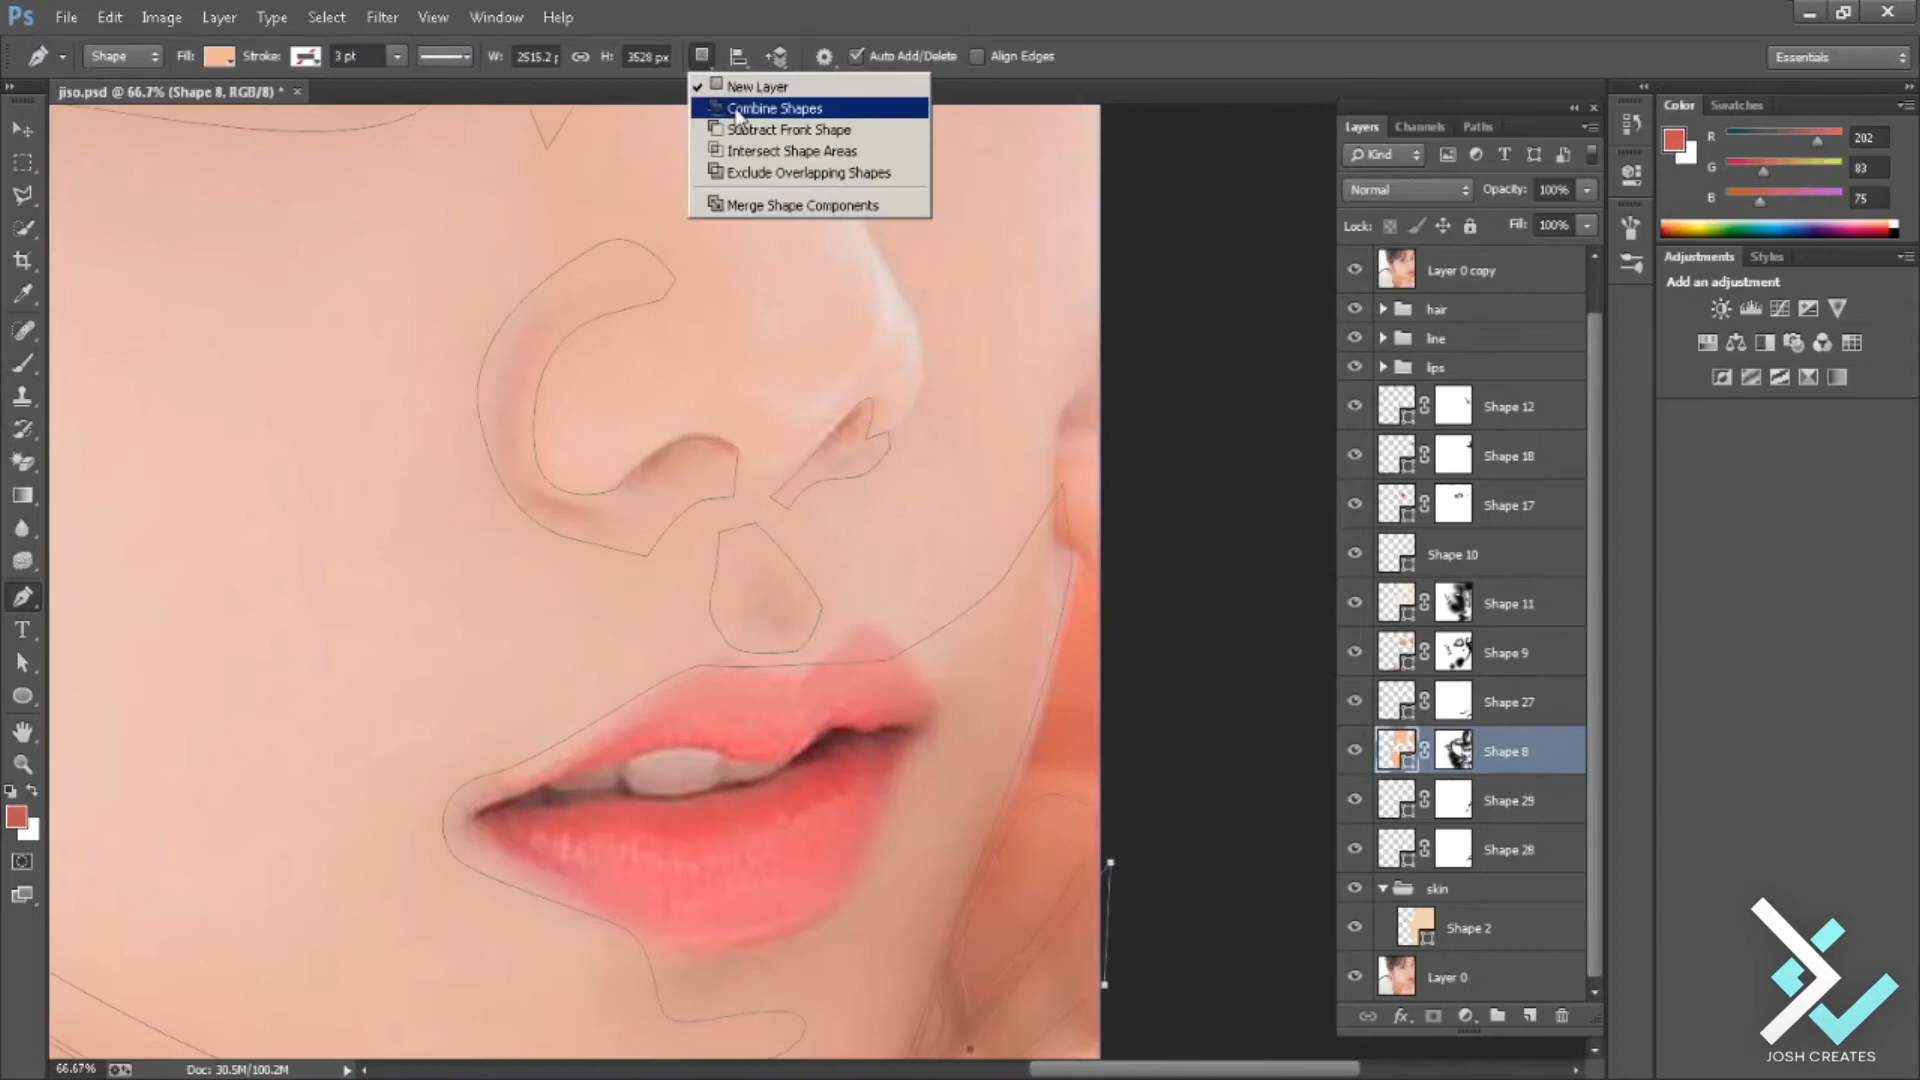 Ps File Edit Image Layer Type Select Filter View Window Help
Shape Fill: Stroke: 3 pt W: 2515.2 p H: 3528 px Auto Add/Delete Align Edges Essentials
jiso.psd @ 66.7% (Shape 8, RGB/8) * ×
New Layer
Combine Shapes
Subtract Front Shape
Intersect Shape Areas
Exclude Overlapping Shapes
Merge Shape Components
Layers Channels Paths
Kind
Normal Opacity: 100%
Lock: Fill: 100%
Layer 0 copy
hair
line
lips
Shape 12
Shape 18
Shape 17
Shape 10
Shape 11
Shape 9
Shape 27
Shape 8
Shape 29
Shape 28
skin
Shape 2
Layer 0
fx
Color Swatches
R 202
G 83
B 75
Adjustments Styles
Add an adjustment
66.67% Doc: 30.5M/100.2M
JOSH CREATES